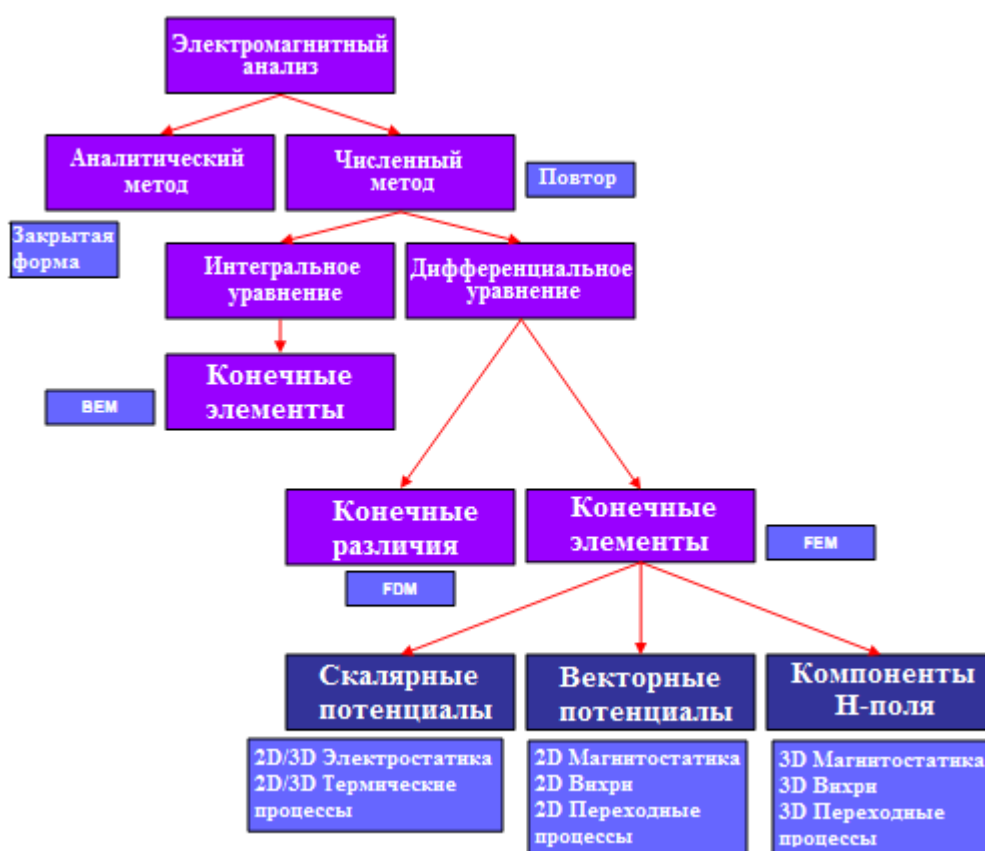 Электромагнитный
анализ
Аналитический
метод
Численный
метод
Повтор
Закрытая
форма
Интегральное
уравнение
Дифференциальное
уравнение
Конечные
элементы
BEM
Конечные
различия
Конечные
элементы
FEM
FDM
Скалярные
потенциалы
Векторные
потенциалы
Компоненты
Н-поля
2D/3D Электростатика
2D/3D Термические
процессы
2D Магнитостатика
2D Вихри
2D Переходные
процессы
3D Магнитостатика
3D Вихри
3D Переходные
процессы